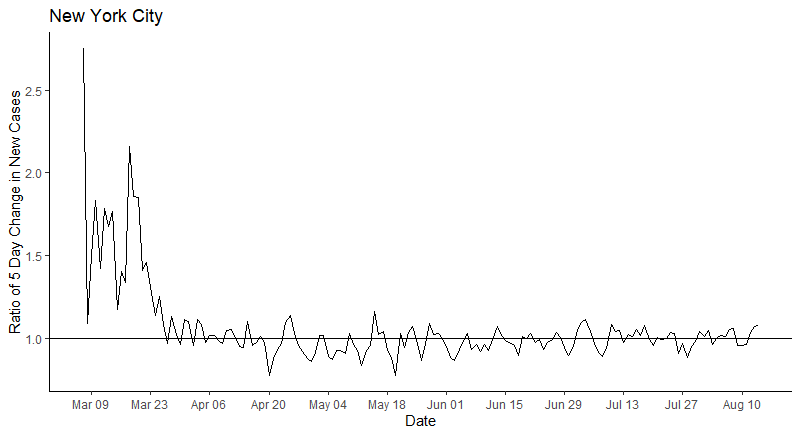 New York City
Ratio of 5 Day Change in New Cases
2.5
2.0
1.5
1.0
Mar 09 Mar 23 Apr 06 Apr 20 May 04 May 18 Jun 01 Jun 15 Jun 29 Jul 13 Jul 27 Aug 10
Date